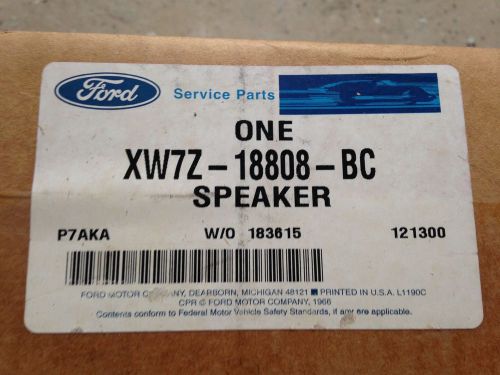 Ford Service Parts
ONE
XW7Z-18808-BC
SPEAKER
P7AKA W/O 183615 121300
FORD MOTOR COMPANY, DEARBORN, MICHIGAN 48121 ■ PRINTED IN U.S.A. L1190C
CPR © FORD MOTOR COMPANY, 1966
Contents conform to Federal Motor Vehicle Safety Standards, if any are applicable.